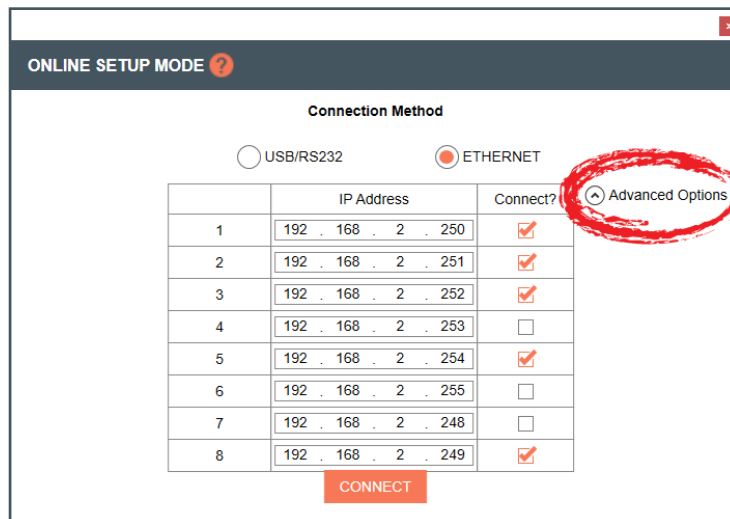 ONLINE SETUP MODE ?
Connection Method
USB/RS232 ETHERNET
IP Address Connect? Advanced Options
1 192 . 168 . 2 . 250
2 192 . 168 . 2 . 251
3 192 . 168 . 2 . 252
4 192 . 168 . 2 . 253
5 192 . 168 . 2 . 254
6 192 . 168 . 2 . 255
7 192 . 168 . 2 . 248
8 192 . 168 . 2 . 249
CONNECT